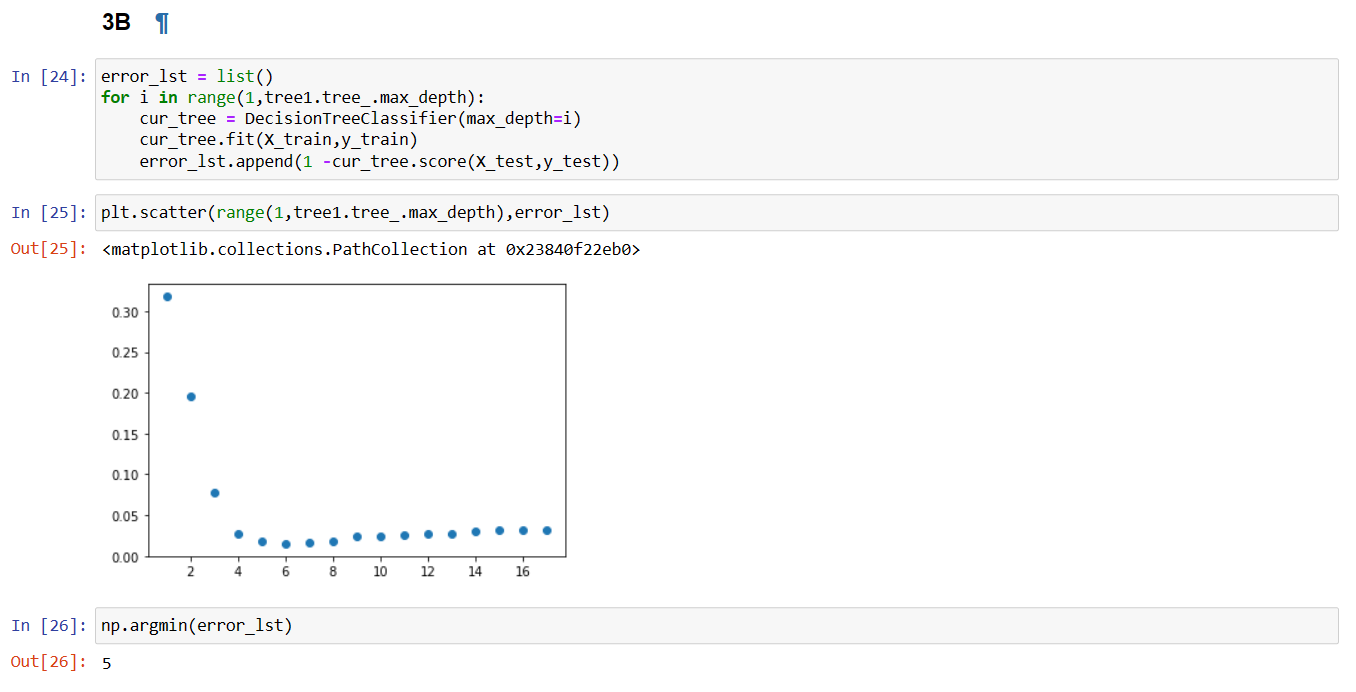 3B ¶
In [24]: error_lst = list()
for i in range(1,tree1.tree_.max_depth):
    cur_tree = DecisionTreeClassifier(max_depth=i)
    cur_tree.fit(X_train,y_train)
    error_lst.append(1 -cur_tree.score(X_test,y_test))
In [25]: plt.scatter(range(1,tree1.tree_.max_depth),error_lst)
Out[25]: <matplotlib.collections.PathCollection at 0x23840f22eb0>
0.30
0.25
0.20
0.15
0.10
0.05
0.00
2 4 6 8 10 12 14 16
In [26]: np.argmin(error_lst)
Out[26]: 5